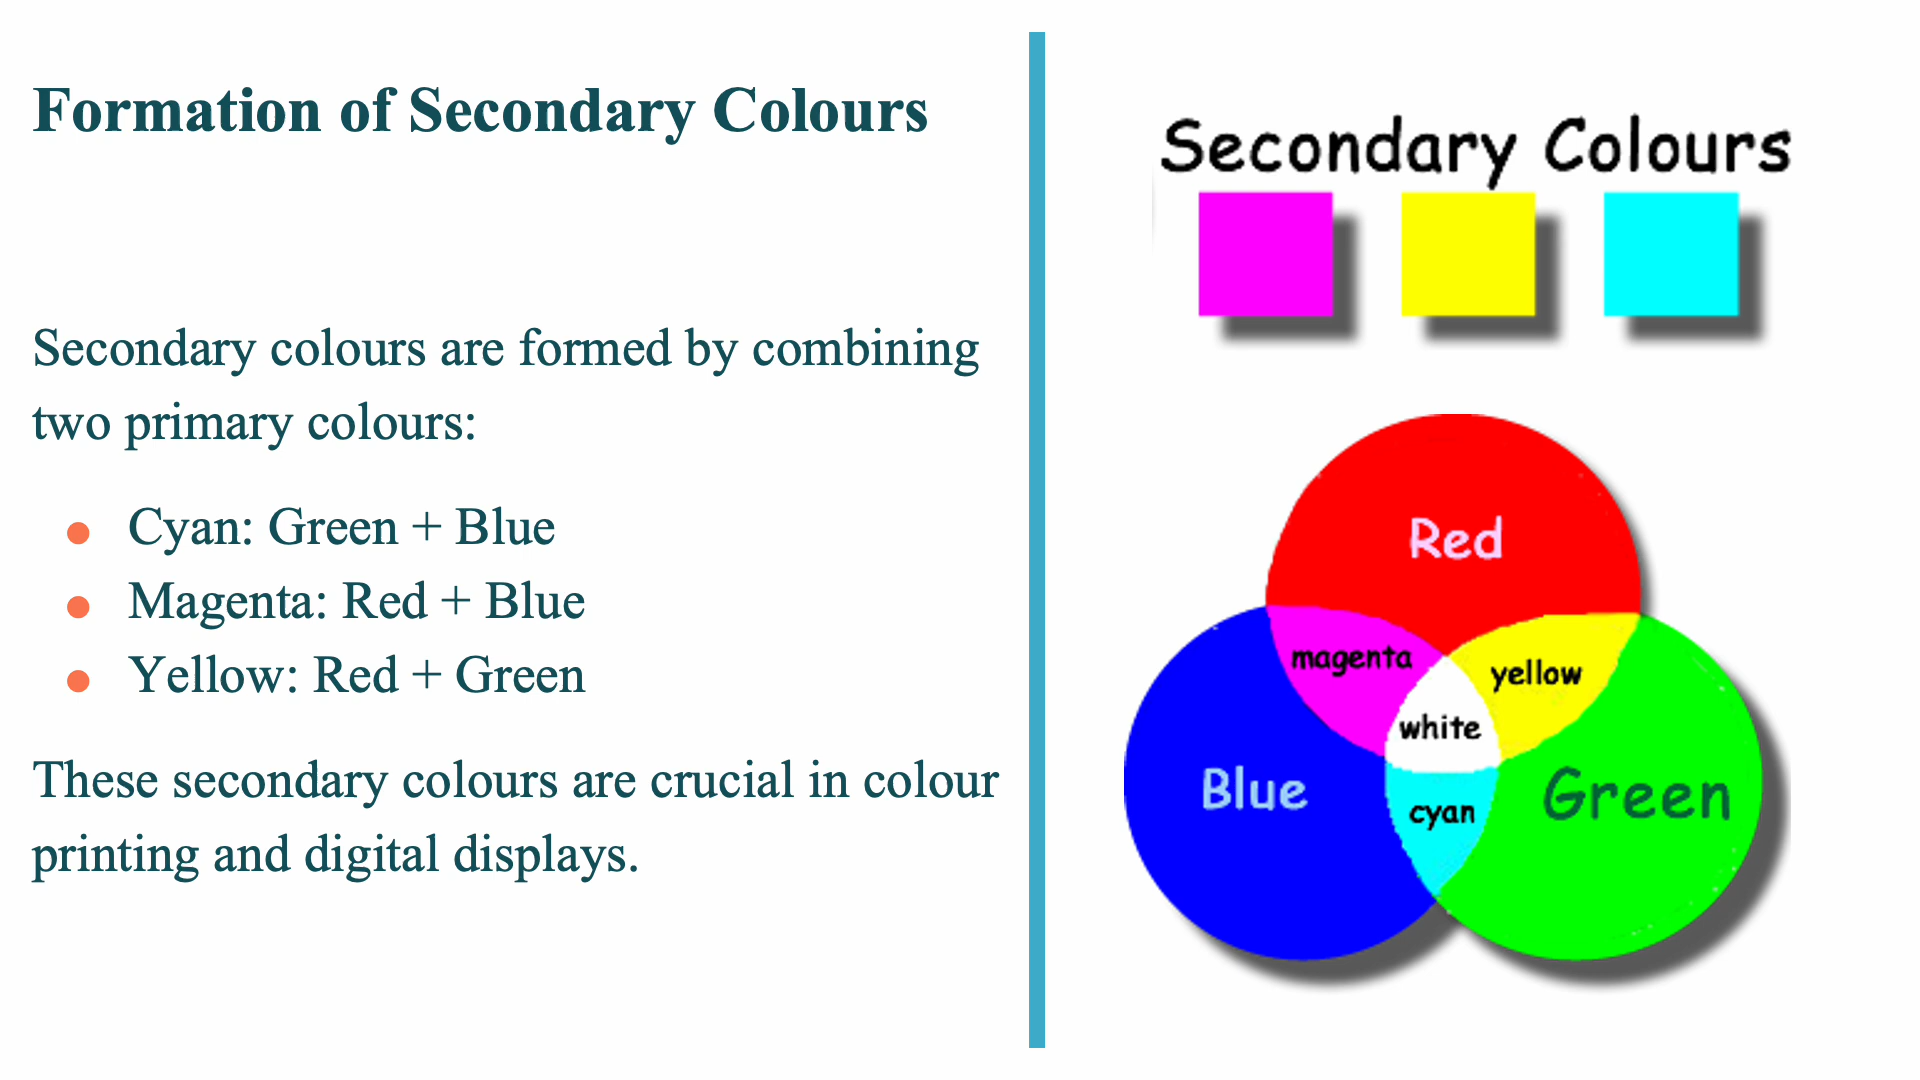 Formation of Secondary Colours
Secondary colours are formed by combining
two primary colours:
Cyan: Green + Blue
Magenta: Red + Blue
Yellow: Red + Green
These secondary colours are crucial in colour
printing and digital displays.
Secondary Colours
Red
magenta
yellow
white
Blue
cyan
Green